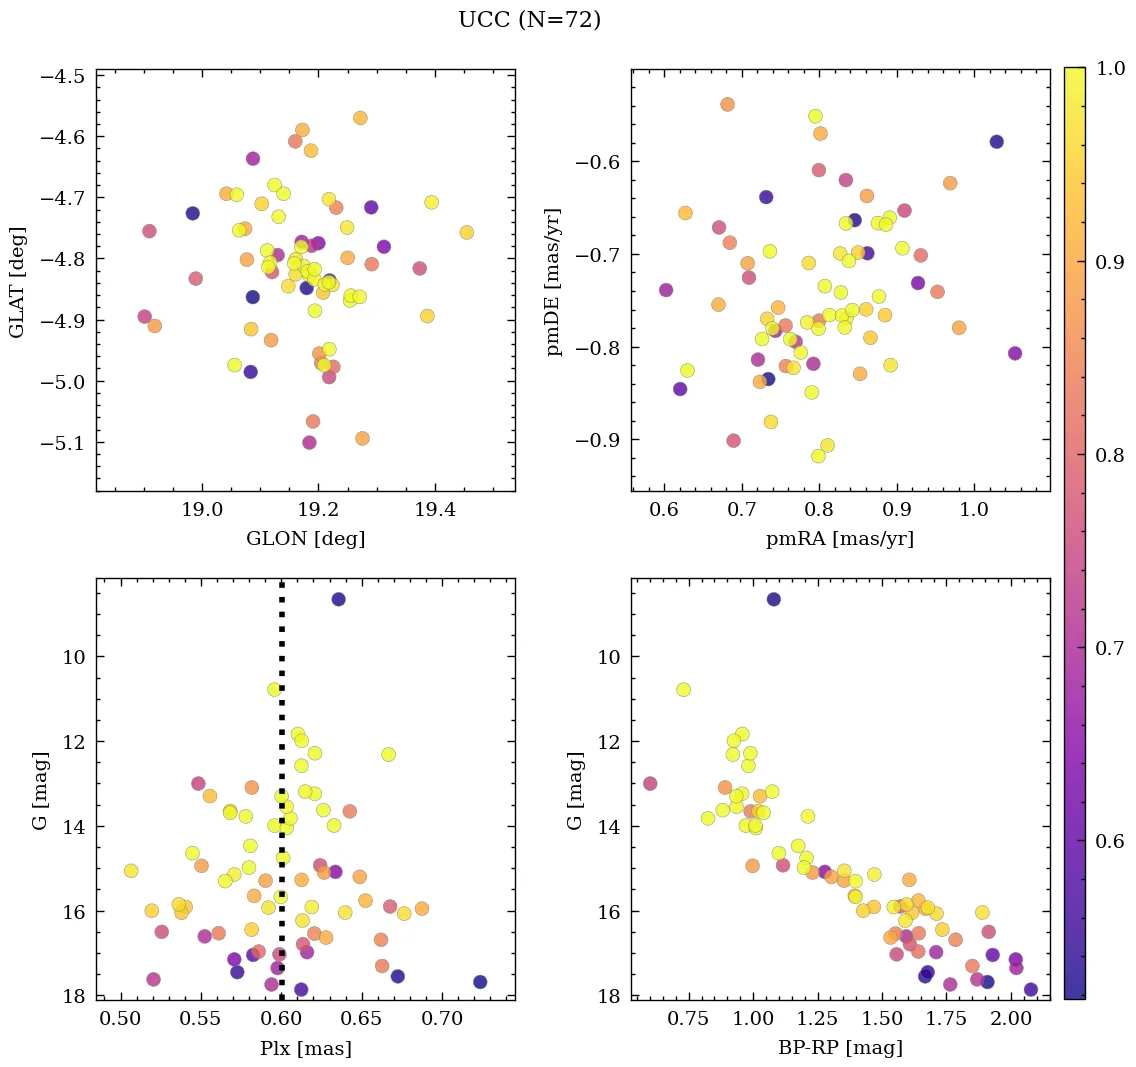 UCC (N=72)
−4.5
−4.6
−4.7
−4.8
−4.9
−5.0
−5.1
GLAT [deg]
19.0 19.2 19.4
GLON [deg]
−0.6
−0.7
−0.8
−0.9
pmDE [mas/yr]
0.6 0.7 0.8 0.9 1.0
pmRA [mas/yr]
10
12
14
16
18
G [mag]
0.50 0.55 0.60 0.65 0.70
Plx [mas]
10
12
14
16
18
G [mag]
0.75 1.00 1.25 1.50 1.75 2.00
BP-RP [mag]
1.0
0.9
0.8
0.7
0.6